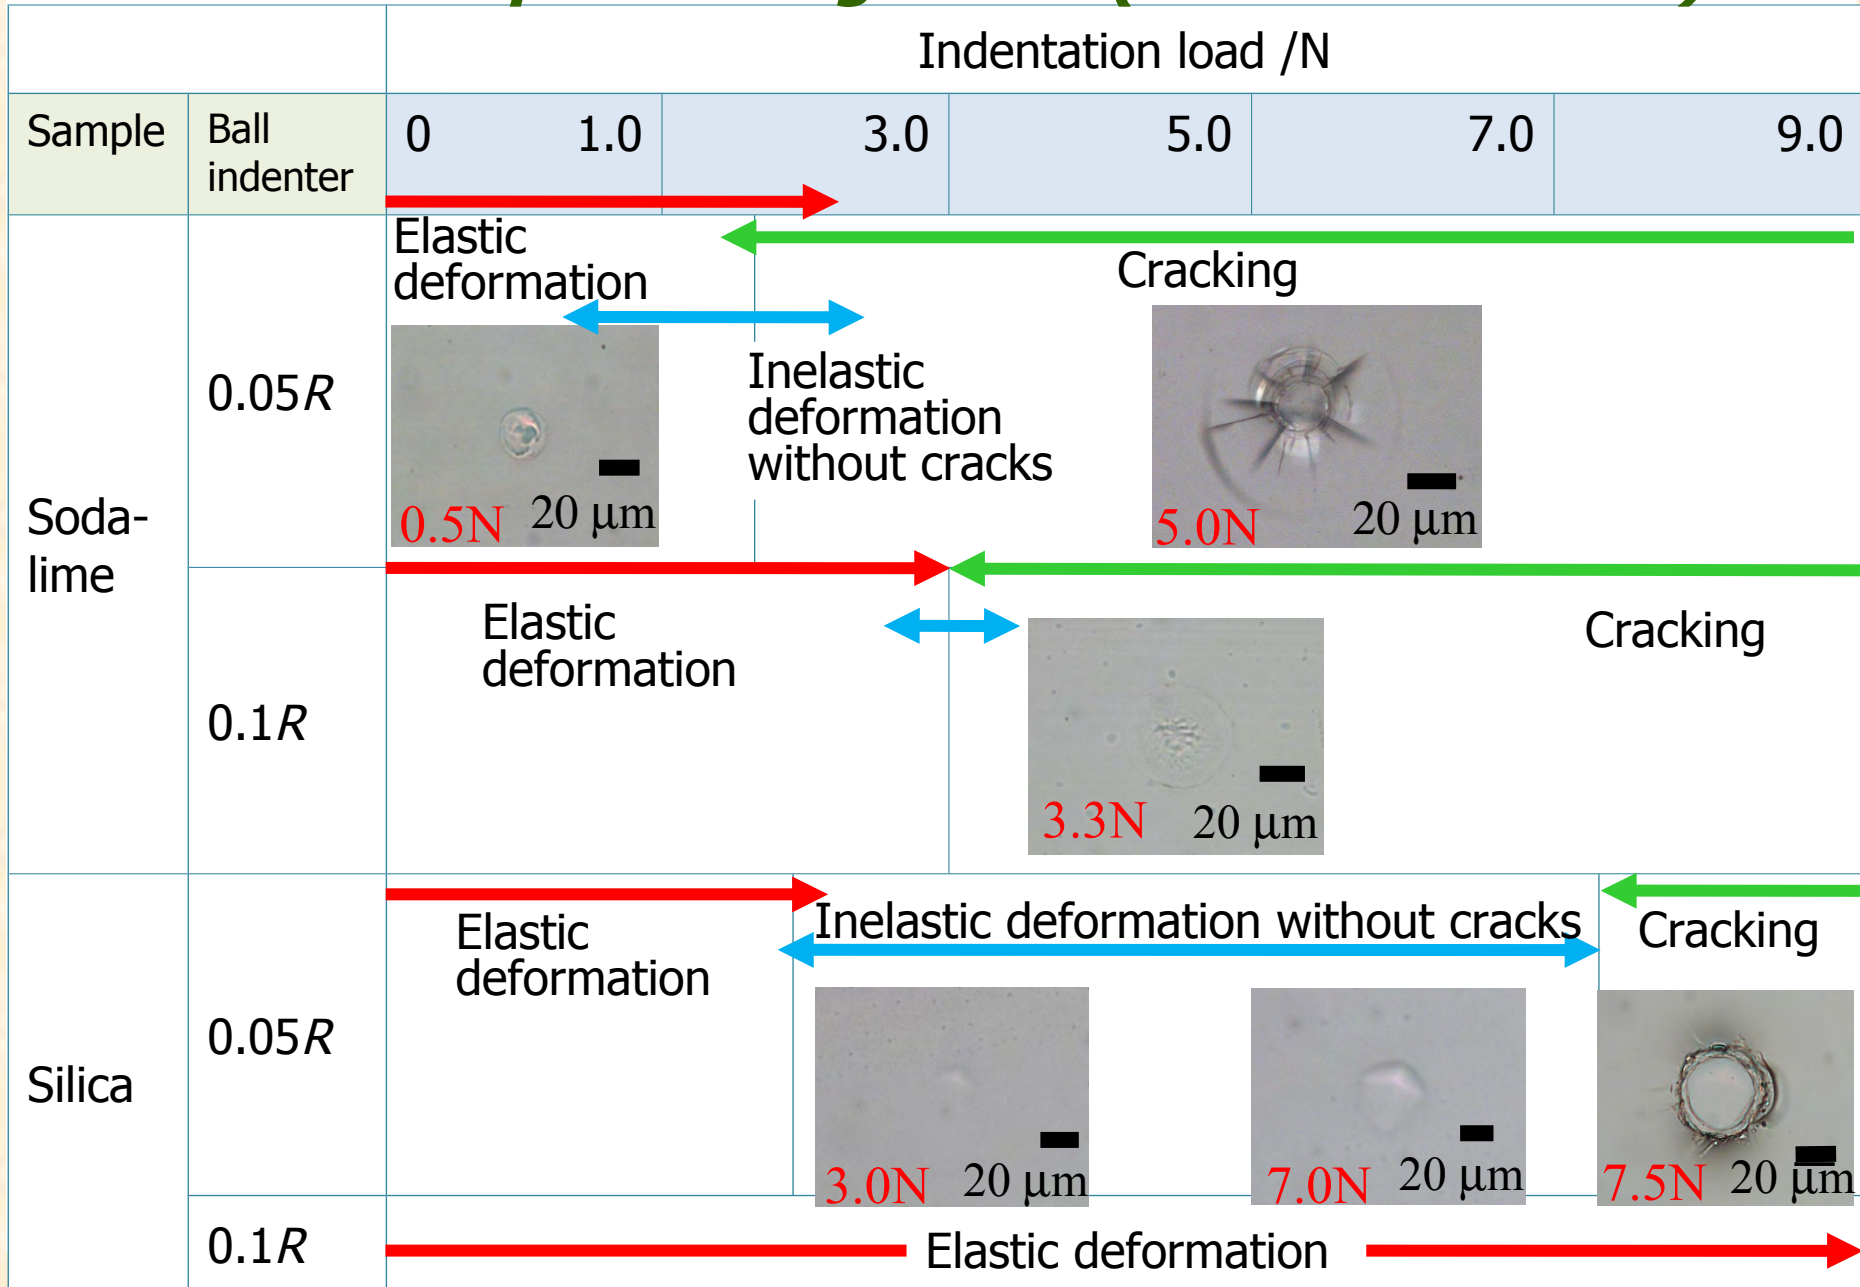 Indentation load /N
Sample
Ball
indenter
0 1.0 3.0 5.0 7.0 9.0
Elastic
deformation
Cracking
Soda-
lime
0.05R
Inelastic
deformation
without cracks
0.5N 20 μm
5.0N 20 μm
0.1R
Elastic
deformation
Cracking
3.3N 20 μm
Silica
0.05R
Elastic
deformation
Inelastic deformation without cracks
Cracking
3.0N 20 μm
7.0N 20 μm
7.5N 20 μm
0.1R
Elastic deformation